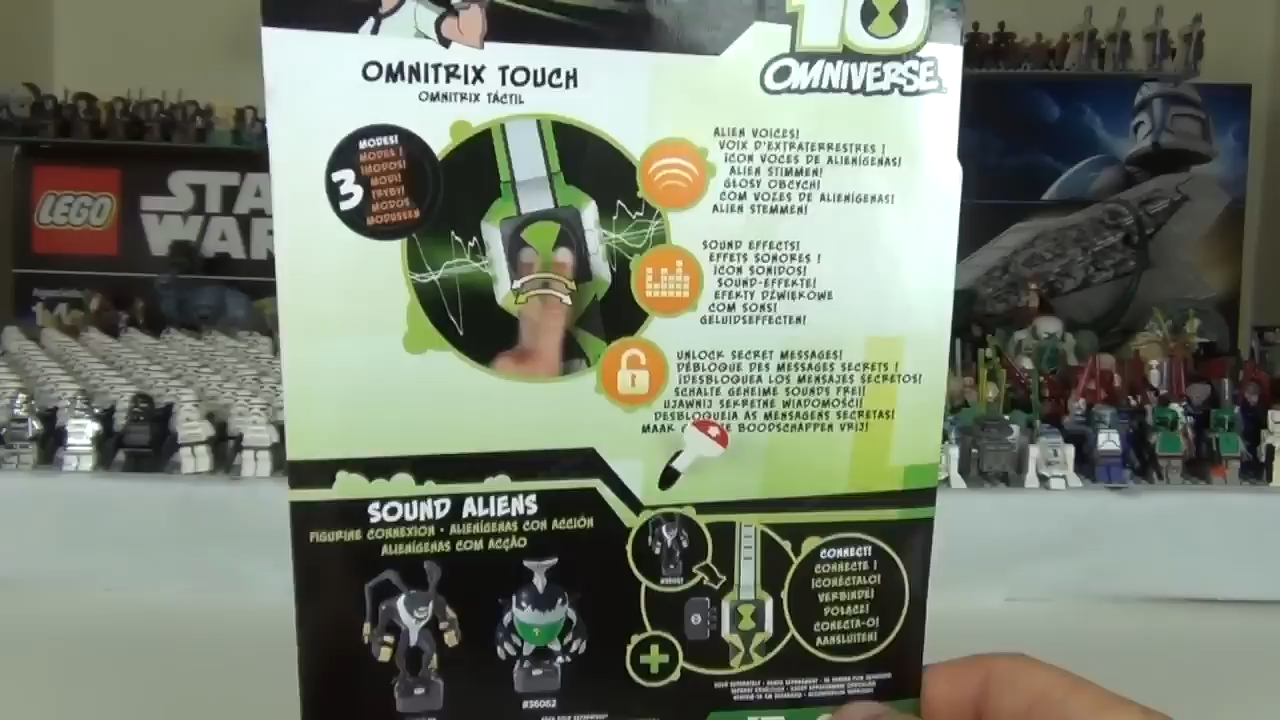 10
OMNIVERSE
OMNITRIX TOUCH
OMNITRIX TÁCTIL
3
MODES!
MODES !
¡MODOS!
MODI!
TRYBY!
MODOS
MODUSSEN
ALIEN VOICES!
VOIX D'EXTRATERRESTRES !
¡CON VOCES DE ALIENÍGENAS!
ALIEN STIMMEN!
GŁOSY OBCYCH!
COM VOZES DE ALIENÍGENAS!
ALIEN STEMMEN!
SOUND EFFECTS!
EFFETS SONORES !
¡CON SONIDOS!
SOUND-EFFEKTE!
EFEKTY DŹWIĘKOWE
COM SONS!
GELUIDSEFFECTEN!
UNLOCK SECRET MESSAGES!
DÉBLOQUE DES MESSAGES SECRETS !
¡DESBLOQUEA LOS MENSAJES SECRETOS!
SCHALTE GEHEIME SOUNDS FREI!
UJAWNIJ SEKRETNE WIADOMOŚCI!
DESBLOQUEIA AS MENSAGENS SECRETAS!
MAAK BOODSCHAPPEN VRIJ!
LEGO
STA
WAR
SOUND ALIENS
FIGURINE CONNEXION • ALIENÍGENAS CON ACCIÓN
ALIENÍGENAS COM ACÇÃO
#36062
CONNECT!
CONNECTE !
¡CONÉCTALO!
VERBINDE!
POŁĄCZ!
CONECTA-O!
AANSLUITEN!